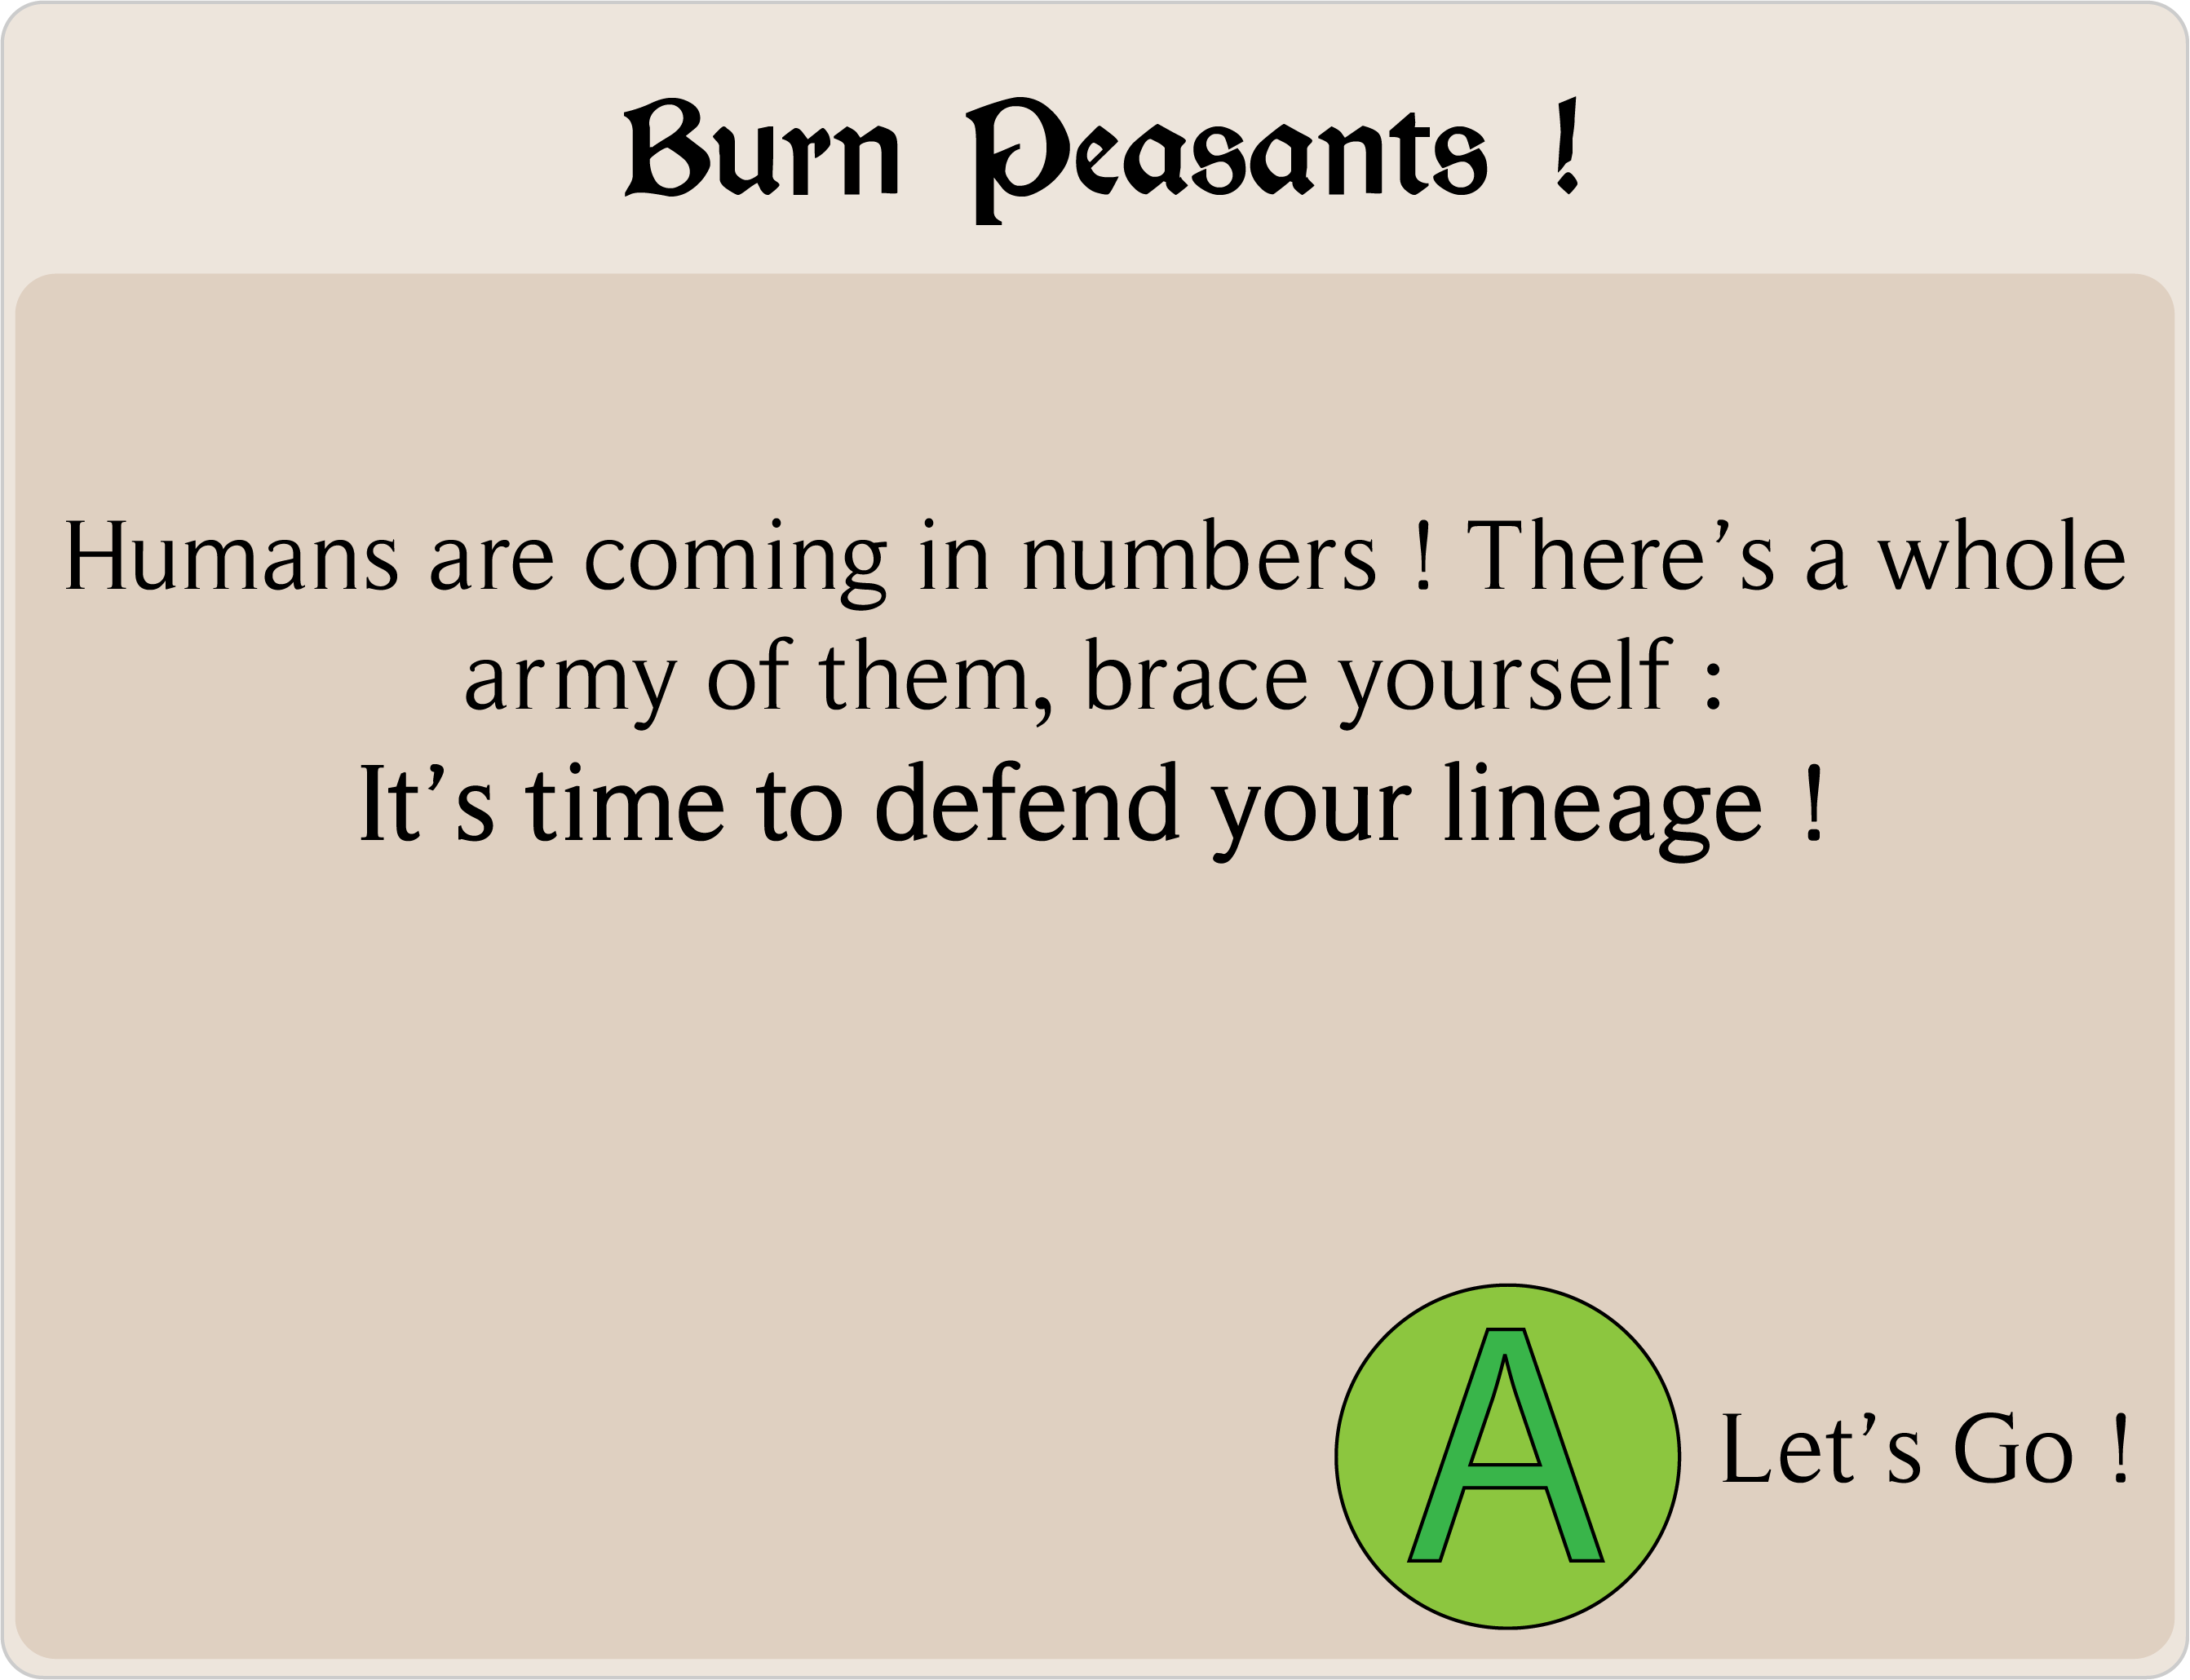 Burn Peasants !
Humans are coming in numbers ! There’s a whole
army of them, brace yourself :
It’s time to defend your lineage !
A
Let’s Go !